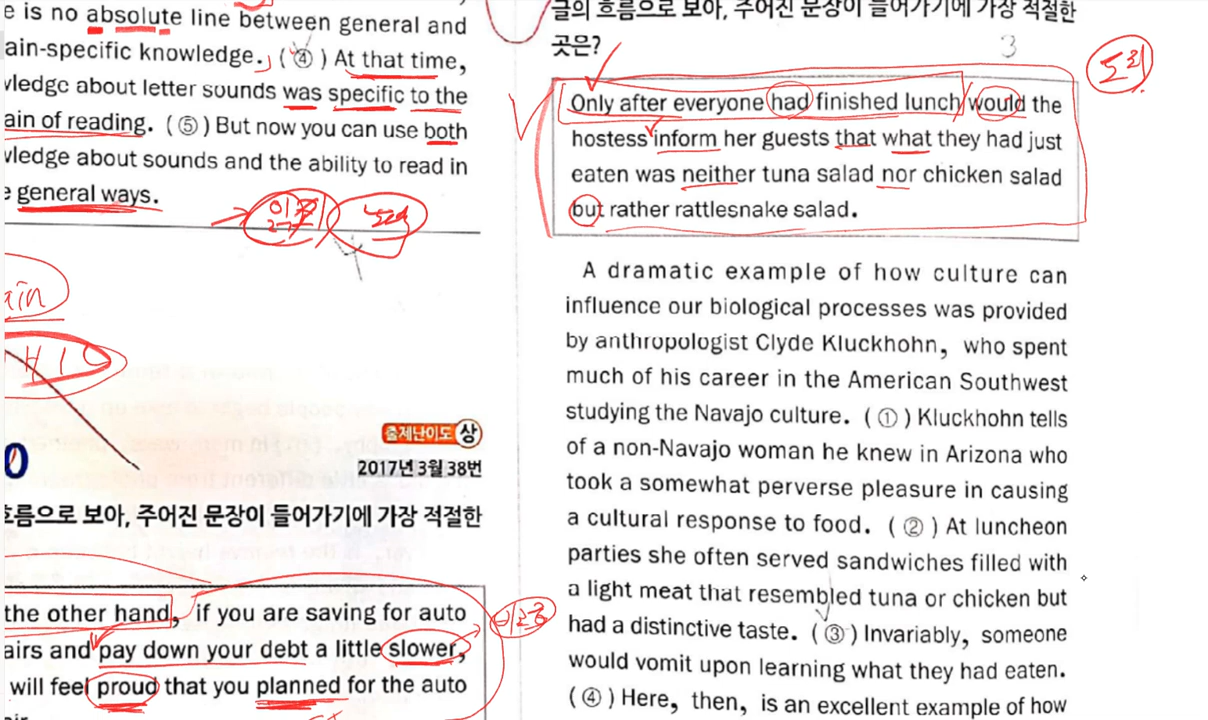 e is no absolute line between general and
ain-specific knowledge. ( ④ ) At that time,
vledge about letter sounds was specific to the
ain of reading. ( ⑤ ) But now you can use both
vledge about sounds and the ability to read in
e general ways.
ain
출제난이도 상
2017년 3월 38번
흐름으로 보아, 주어진 문장이 들어가기에 가장 적절한
the other hand, if you are saving for auto
airs and pay down your debt a little slower,
will feel proud that you planned for the auto
글의 흐름으로 보아, 주어진 문장이 들어가기에 가장 적절한
곳은?
3
도치
Only after everyone had finished lunch would the
hostess inform her guests that what they had just
eaten was neither tuna salad nor chicken salad
but rather rattlesnake salad.
A dramatic example of how culture can
influence our biological processes was provided
by anthropologist Clyde Kluckhohn, who spent
much of his career in the American Southwest
studying the Navajo culture. ( ① ) Kluckhohn tells
of a non-Navajo woman he knew in Arizona who
took a somewhat perverse pleasure in causing
a cultural response to food. ( ② ) At luncheon
parties she often served sandwiches filled with
a light meat that resembled tuna or chicken but
had a distinctive taste. ( ③ ) Invariably, someone
would vomit upon learning what they had eaten.
( ④ ) Here, then, is an excellent example of how